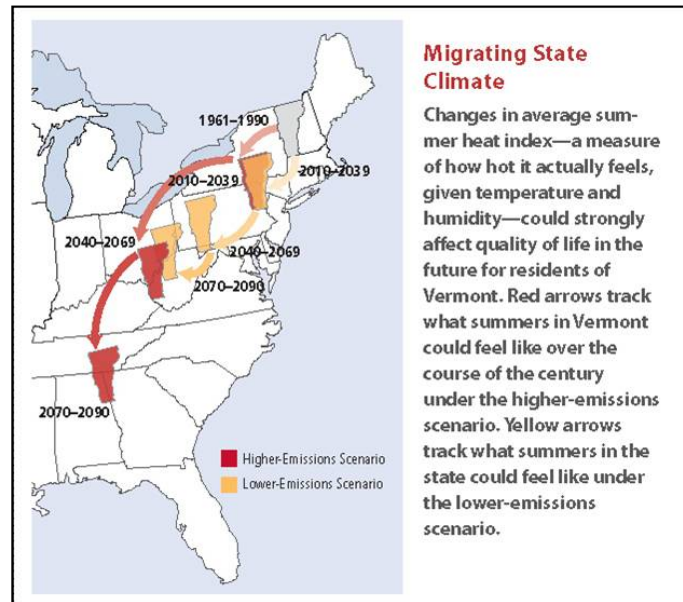 Migrating State
Climate
Changes in average sum-
mer heat index—a measure
of how hot it actually feels,
given temperature and
humidity—could strongly
affect quality of life in the
future for residents of
Vermont. Red arrows track
what summers in Vermont
could feel like over the
course of the century
under the higher-emissions
scenario. Yellow arrows
track what summers in the
state could feel like under
the lower-emissions
scenario.
1961–1990
2010–2039
2010–2039
2040–2069
2040–2069
2070–2090
2070–2090
Higher-Emissions Scenario
Lower-Emissions Scenario